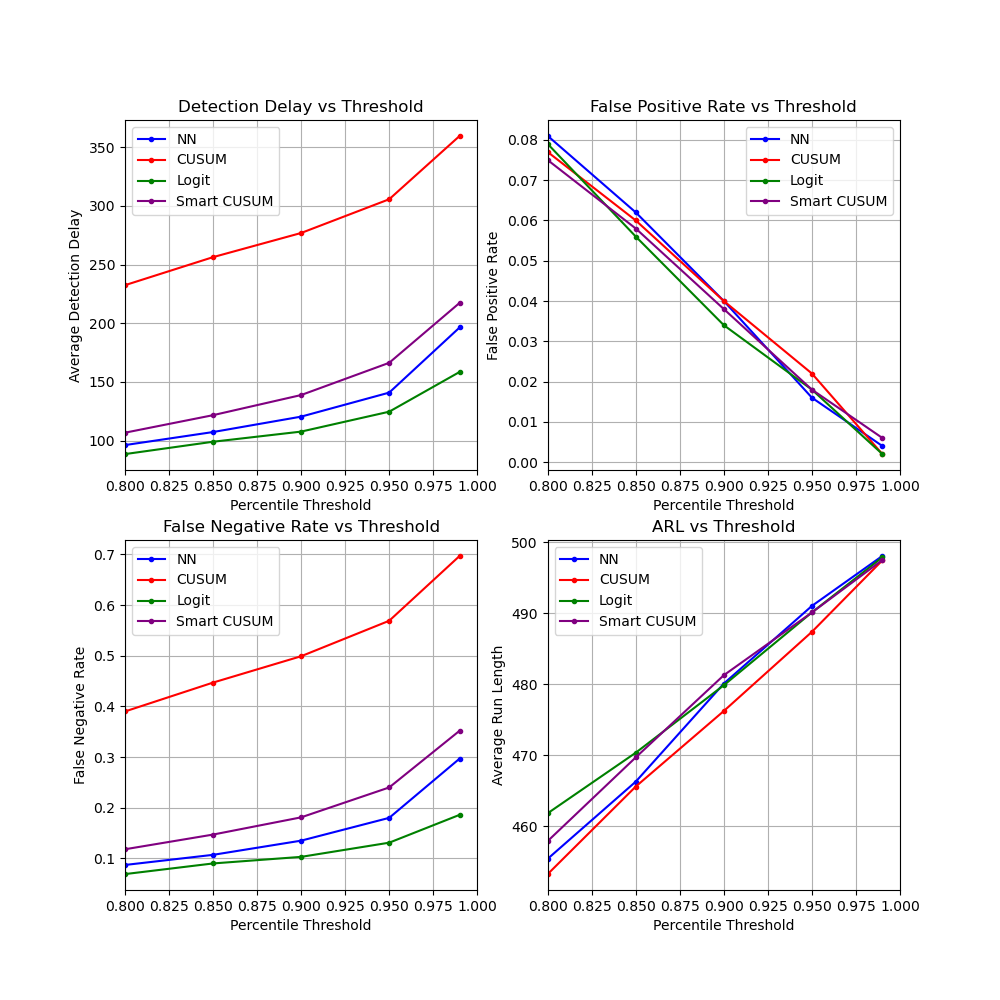 Detection Delay vs Threshold
Average Detection Delay
350
300
250
200
150
100
NN
CUSUM
Logit
Smart CUSUM
0.800 0.825 0.850 0.875 0.900 0.925 0.950 0.975 1.000
Percentile Threshold
False Positive Rate vs Threshold
False Positive Rate
0.08
0.07
0.06
0.05
0.04
0.03
0.02
0.01
0.00
NN
CUSUM
Logit
Smart CUSUM
0.800 0.825 0.850 0.875 0.900 0.925 0.950 0.975 1.000
Percentile Threshold
False Negative Rate vs Threshold
False Negative Rate
0.7
0.6
0.5
0.4
0.3
0.2
0.1
NN
CUSUM
Logit
Smart CUSUM
0.800 0.825 0.850 0.875 0.900 0.925 0.950 0.975 1.000
Percentile Threshold
ARL vs Threshold
Average Run Length
500
490
480
470
460
NN
CUSUM
Logit
Smart CUSUM
0.800 0.825 0.850 0.875 0.900 0.925 0.950 0.975 1.000
Percentile Threshold